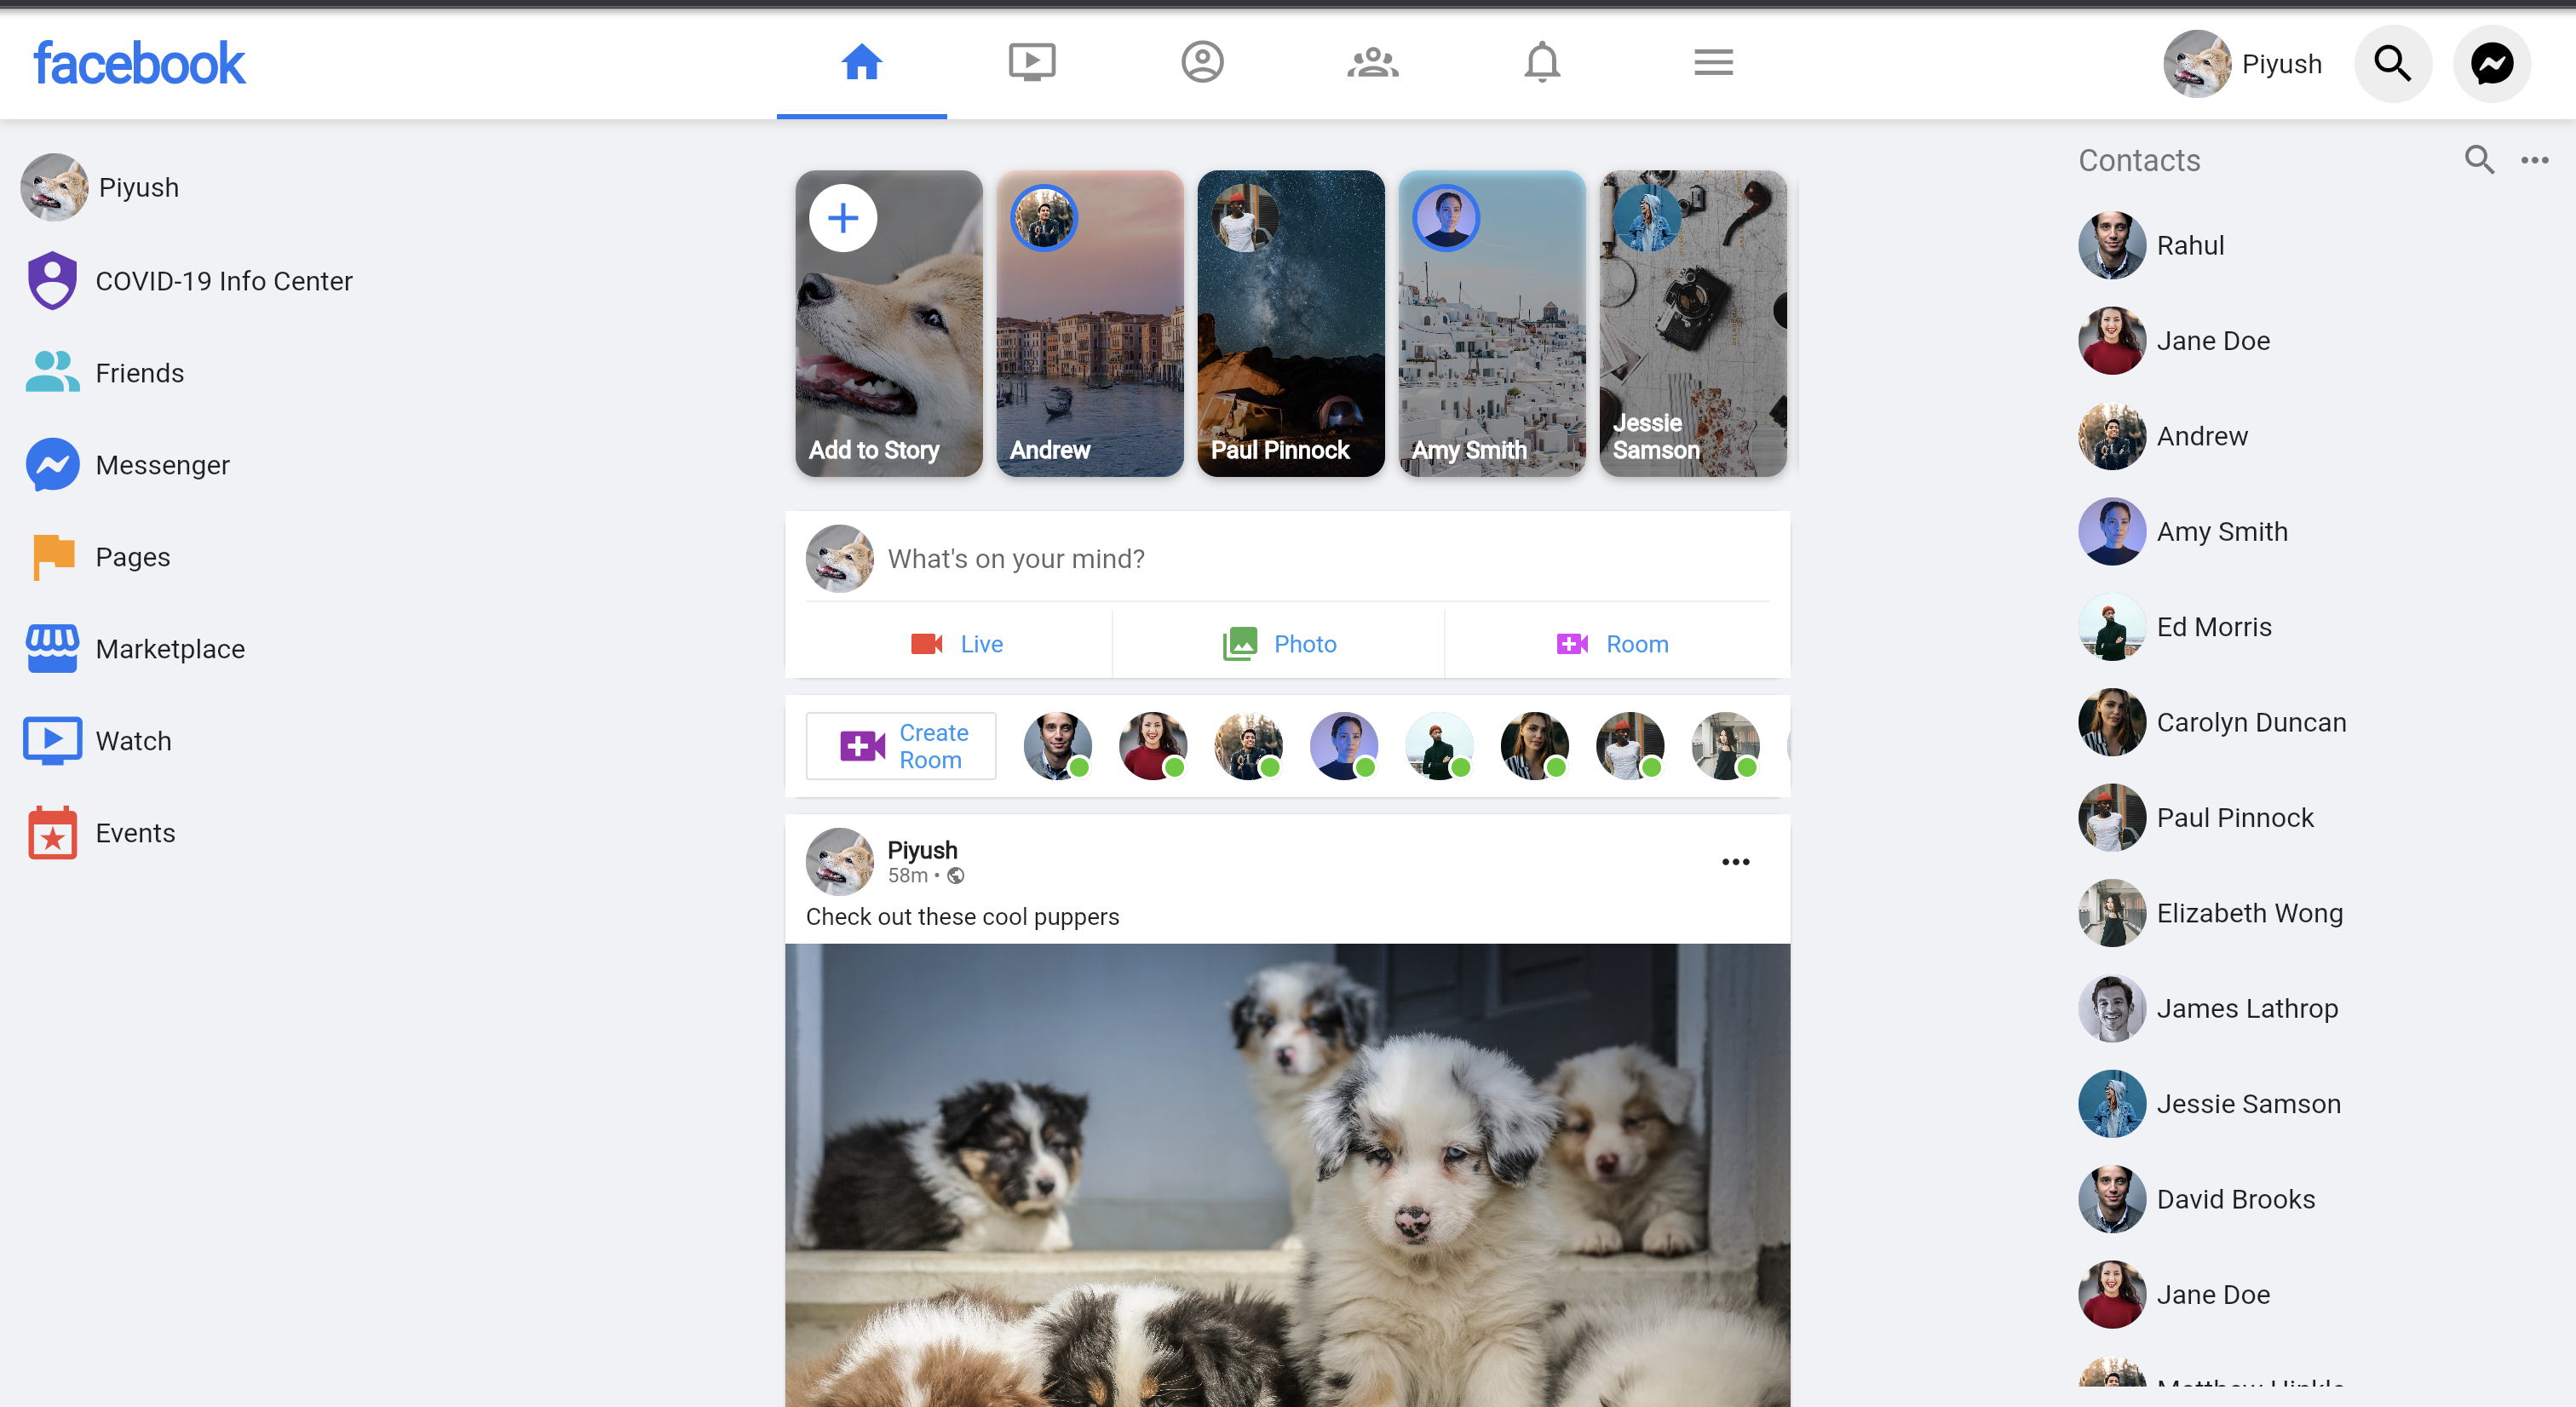 facebook
Piyush
Piyush
COVID-19 Info Center
Friends
Messenger
Pages
Marketplace
Watch
Events
Add to Story
Andrew
Paul Pinnock
Amy Smith
Jessie
Samson
What's on your mind?
Live
Photo
Room
Create
Room
Piyush
58m •
Check out these cool puppers
Contacts
Rahul
Jane Doe
Andrew
Amy Smith
Ed Morris
Carolyn Duncan
Paul Pinnock
Elizabeth Wong
James Lathrop
Jessie Samson
David Brooks
Jane Doe